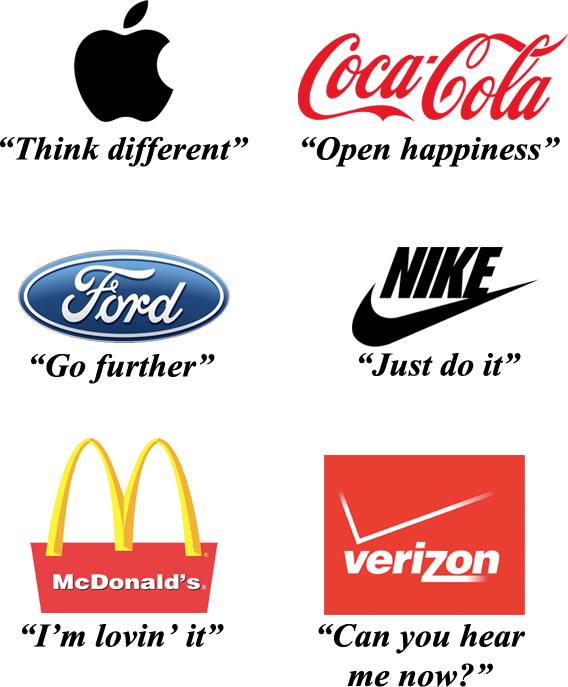 Coca-Cola
“Think different”
“Open happiness”
Ford
NIKE
“Go further”
“Just do it”
McDonald's®
verizon
“I’m lovin’ it”
“Can you hear
me now?”